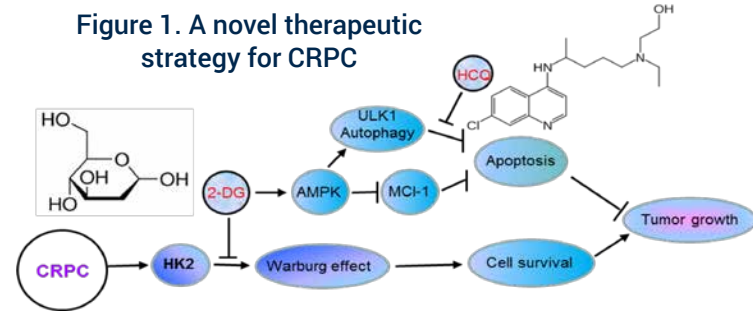 Figure 1. A novel therapeutic
strategy for CRPC
OH
HN
N
Cl
N
HCQ
HO
O
OH
OH
HO
ULK1
Autophagy
Apoptosis
2-DG
AMPK
MCl-1
Tumor growth
CRPC
HK2
Warburg effect
Cell survival